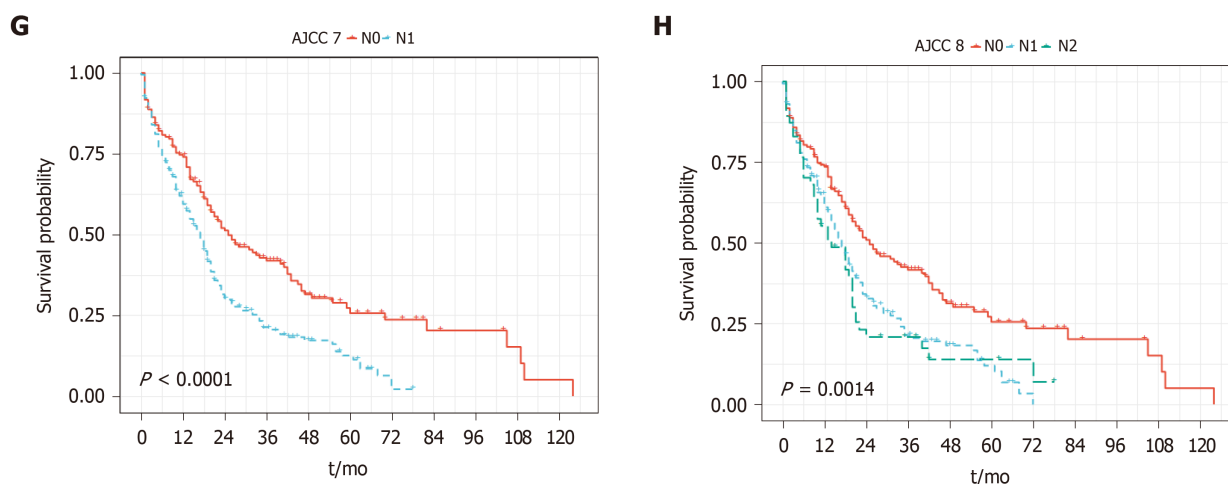 G
AJCC 7 N0 N1
1.00
0.75
0.50
0.25
0.00
Survival probability
P < 0.0001
0 12 24 36 48 60 72 84 96 108 120
t/mo
H
AJCC 8 N0 N1 N2
1.00
0.75
0.50
0.25
0.00
Survival probability
P = 0.0014
0 12 24 36 48 60 72 84 96 108 120
t/mo